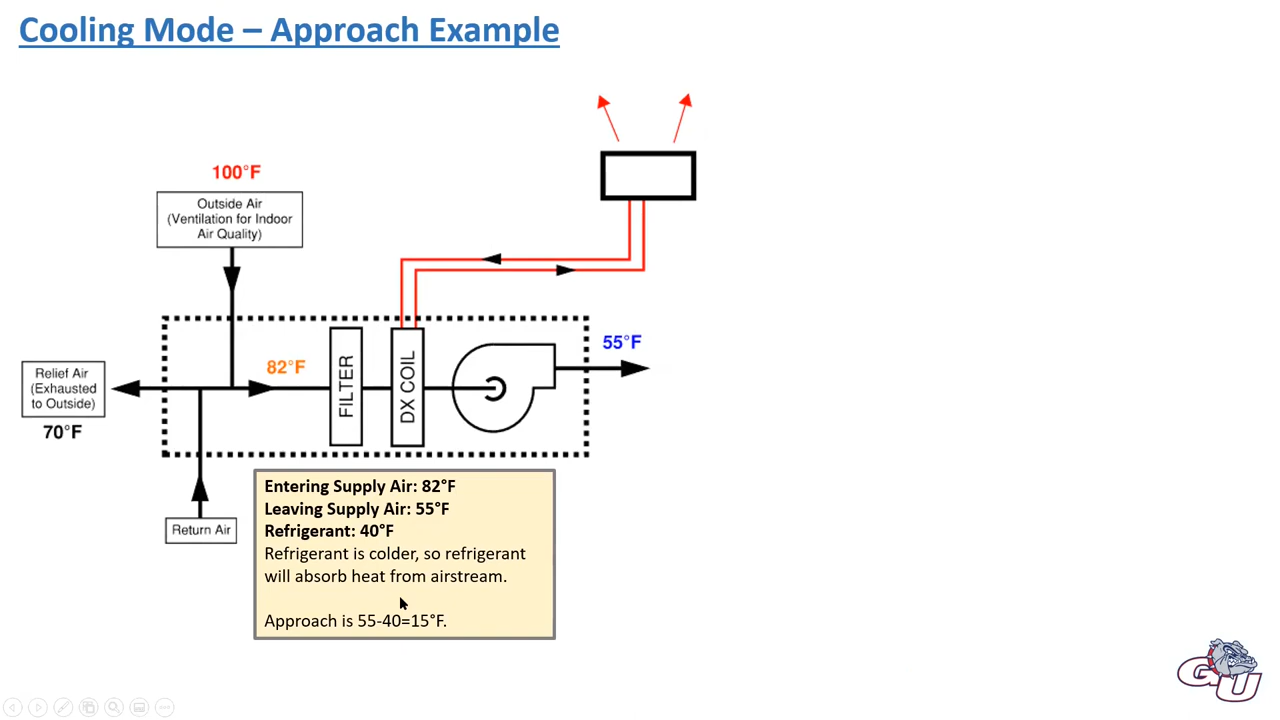 Cooling Mode – Approach Example
100°F
Outside Air
(Ventilation for Indoor
Air Quality)
82°F
55°F
FILTER
DX COIL
Relief Air
(Exhausted
to Outside)
70°F
Return Air
Entering Supply Air: 82°F
Leaving Supply Air: 55°F
Refrigerant: 40°F
Refrigerant is colder, so refrigerant
will absorb heat from airstream.
Approach is 55-40=15°F.
GU